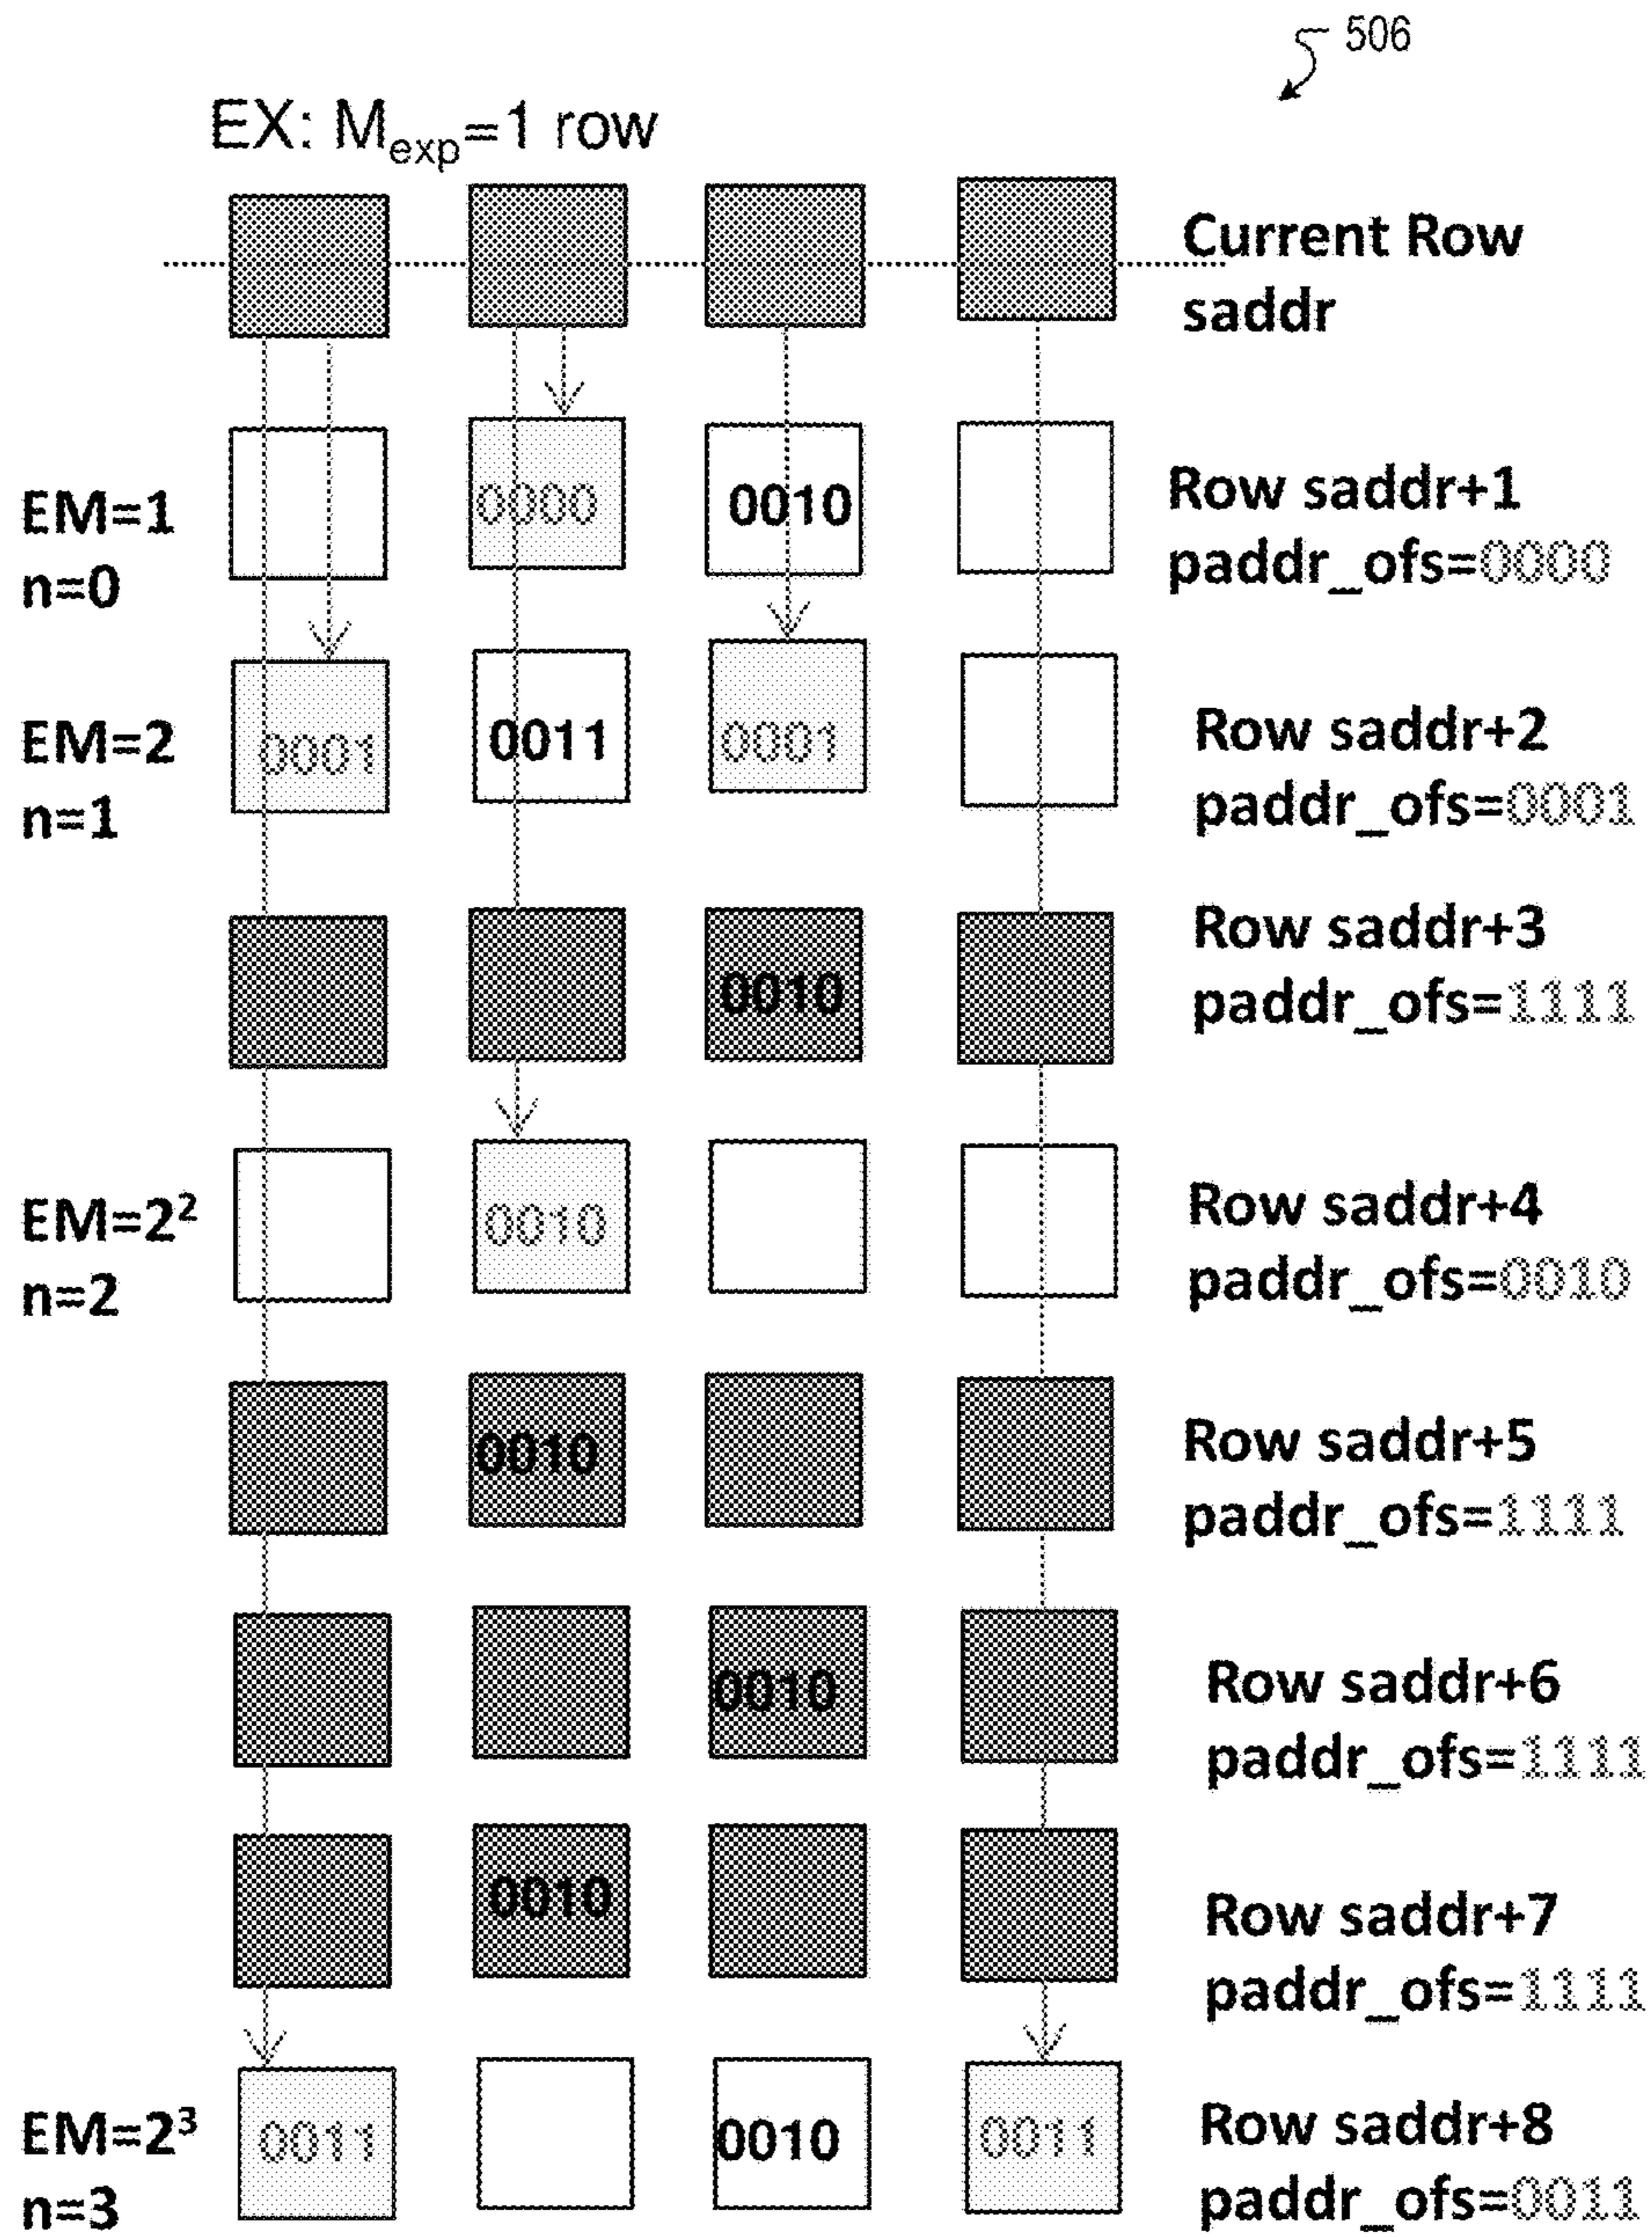 506
EX: Mexp=1 row
Current Row
saddr
EM=1
n=0
0000
0010
Row saddr+1
paddr_ofs=0000
EM=2
n=1
0001
0011
0001
Row saddr+2
paddr_ofs=0001
0010
Row saddr+3
paddr_ofs=1111
EM=2²
n=2
0010
Row saddr+4
paddr_ofs=0010
0010
Row saddr+5
paddr_ofs=1111
0010
Row saddr+6
paddr_ofs=1111
0010
Row saddr+7
paddr_ofs=1111
EM=2³
n=3
0011
0010
0011
Row saddr+8
paddr_ofs=0011